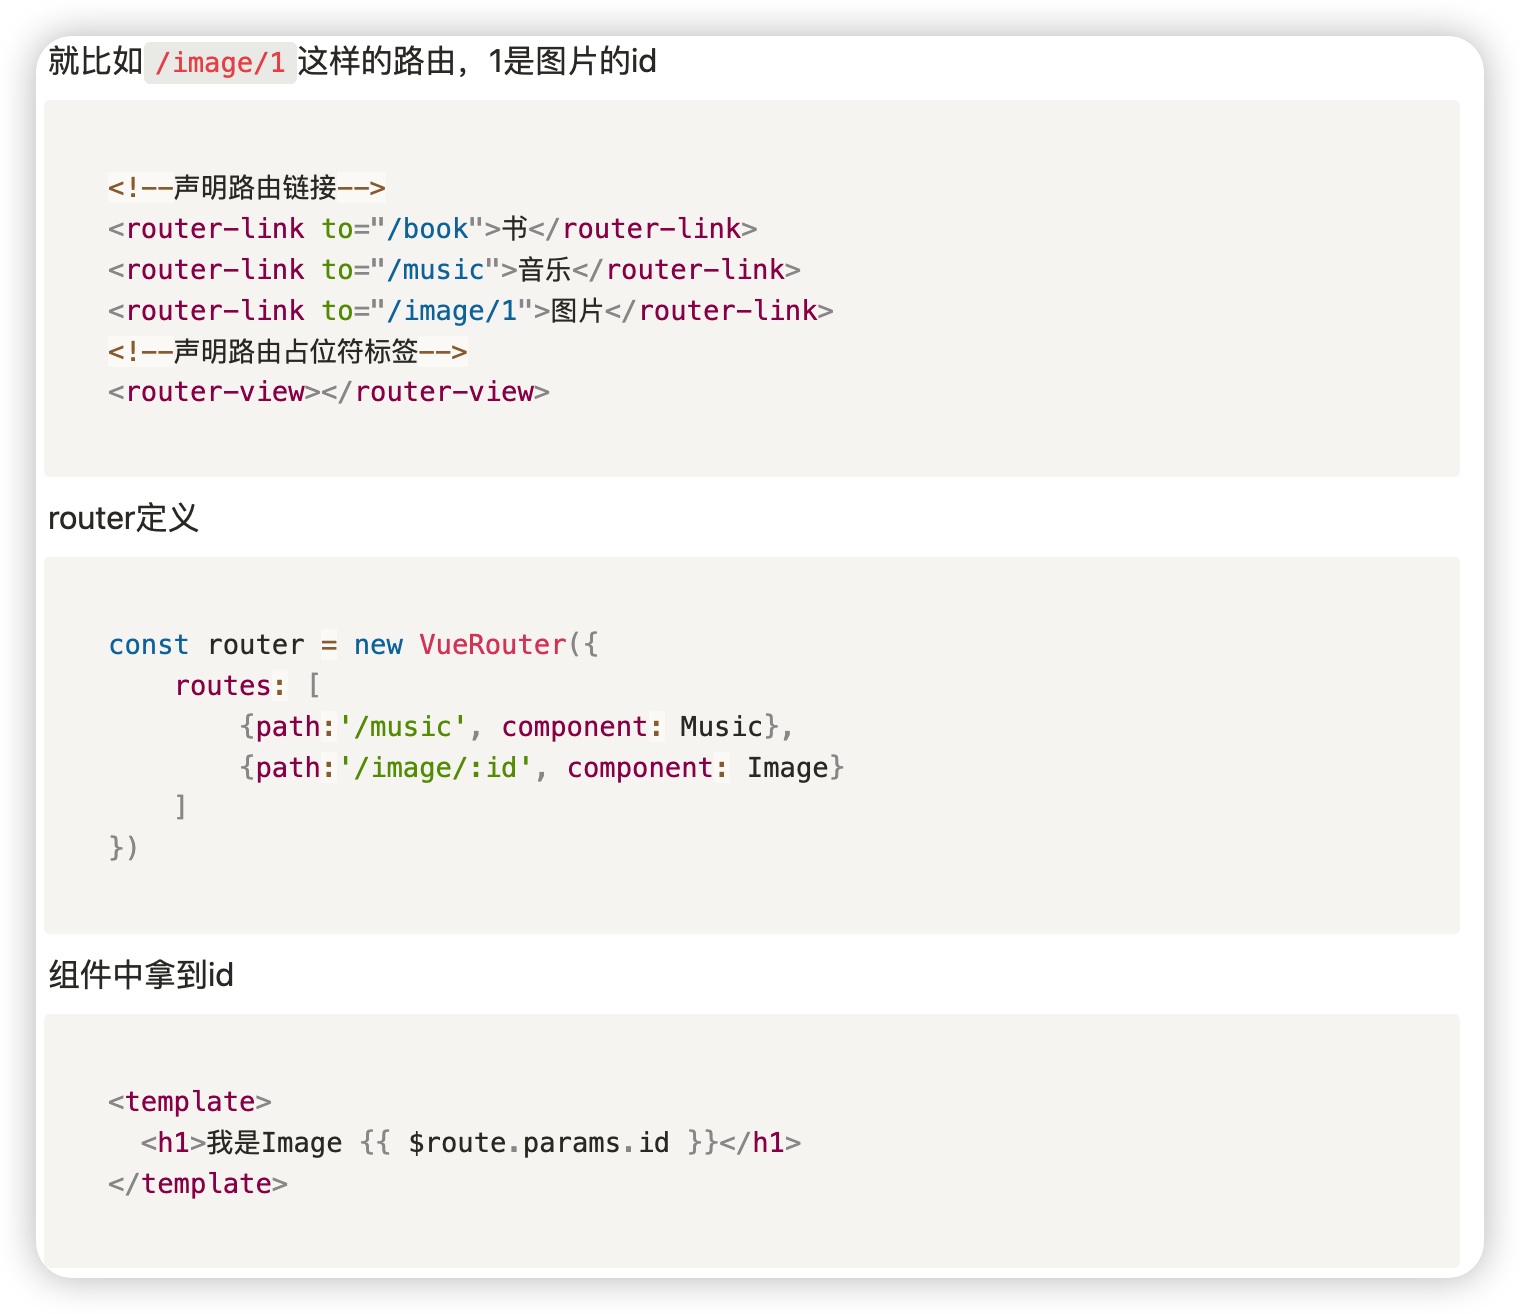 就比如 /image/1 这样的路由，1是图片的id
<!--声明路由链接-->
<router-link to="/book">书</router-link>
<router-link to="/music">音乐</router-link>
<router-link to="/image/1">图片</router-link>
<!--声明路由占位符标签-->
<router-view></router-view>
router定义
const router = new VueRouter({
    routes: [
        {path:'/music', component: Music},
        {path:'/image/:id', component: Image}
    ]
})
组件中拿到id
<template>
  <h1>我是Image {{ $route.params.id }}</h1>
</template>